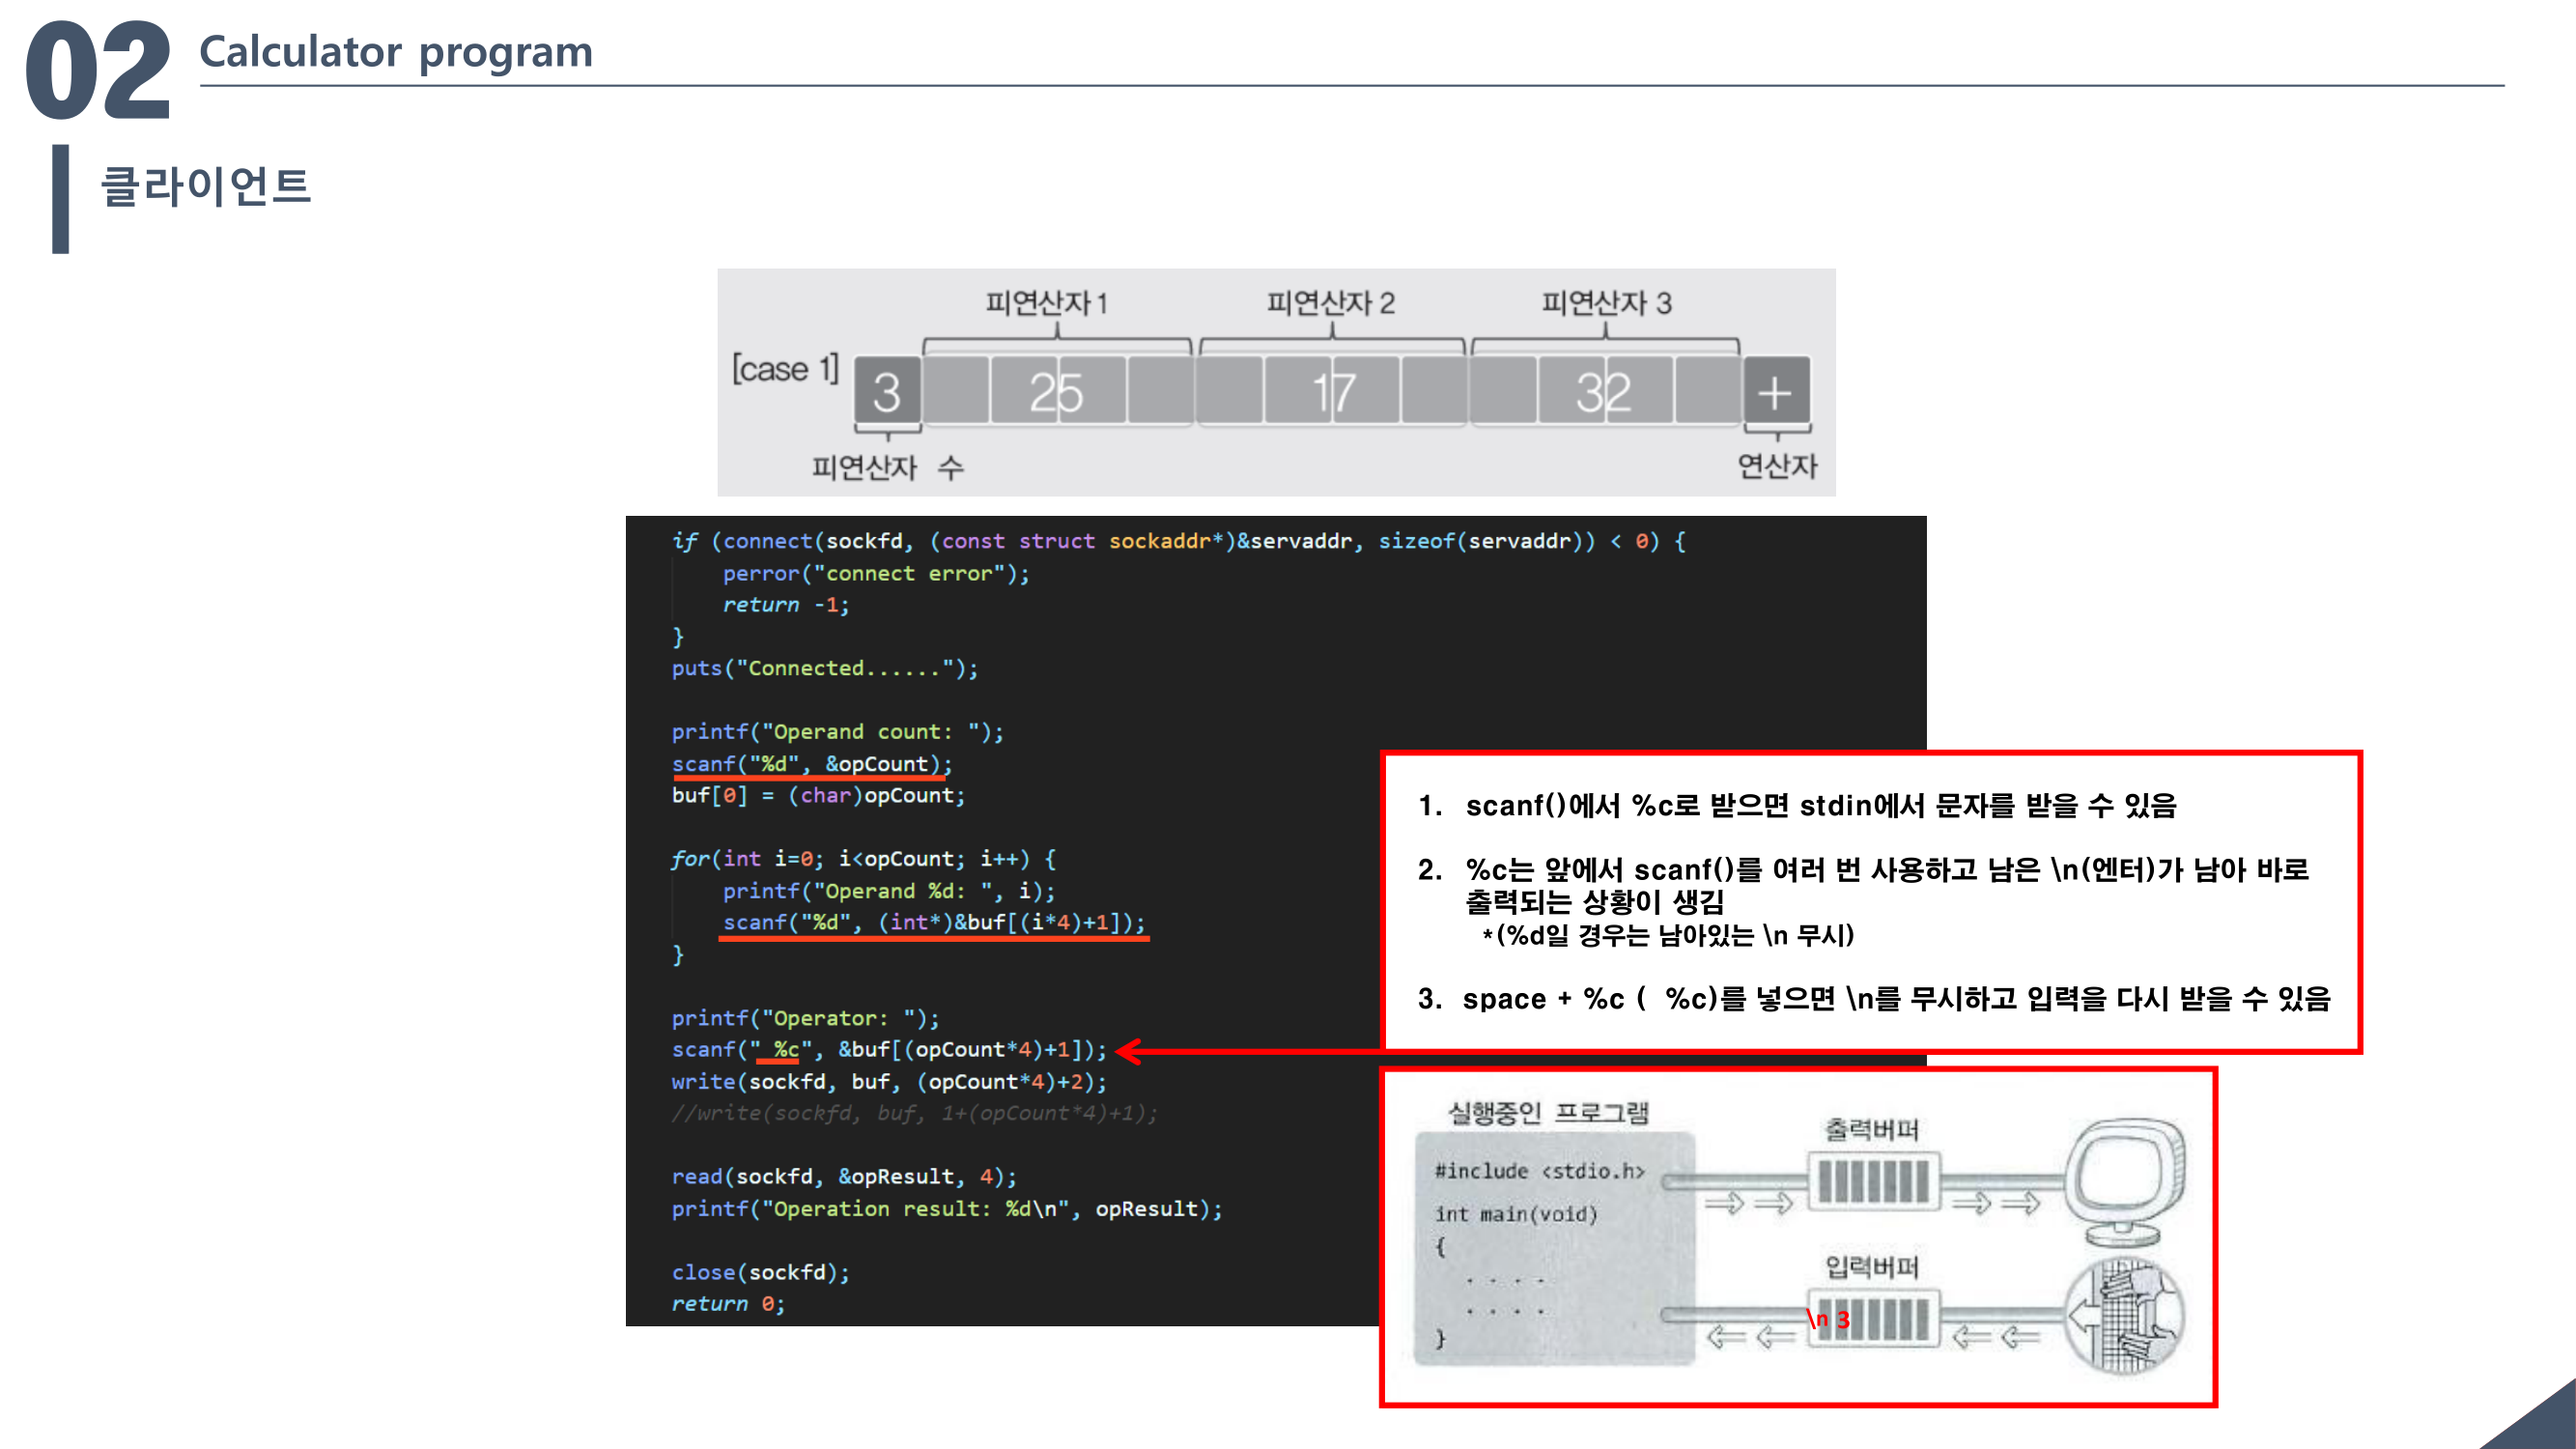 02 Calculator program
클라이언트
피연산자 1 피연산자 2 피연산자 3
[case 1] 3 25 17 32 +
피연산자 수 연산자
if (connect(sockfd, (const struct sockaddr*)&servaddr, sizeof(servaddr)) < 0) {
perror("connect error");
return -1;
}
puts("Connected......");
printf("Operand count: ");
scanf("%d", &opCount);
buf[0] = (char)opCount;
for(int i=0; i<opCount; i++) {
printf("Operand %d: ", i);
scanf("%d", (int*)&buf[(i*4)+1]);
}
printf("Operator: ");
scanf(" %c", &buf[(opCount*4)+1]);
write(sockfd, buf, (opCount*4)+2);
//write(sockfd, buf, 1+(opCount*4)+1);
read(sockfd, &opResult, 4);
printf("Operation result: %d\n", opResult);
close(sockfd);
return 0;
1. scanf()에서 %c로 받으면 stdin에서 문자를 받을 수 있음
2. %c는 앞에서 scanf()를 여러 번 사용하고 남은 \n(엔터)가 남아 바로
출력되는 상황이 생김
*(%d일 경우는 남아있는 \n 무시)
3. space + %c (  %c)를 넣으면 \n를 무시하고 입력을 다시 받을 수 있음
실행중인 프로그램
#include <stdio.h>
int main(void)
{
. . . .
. . . .
}
출력버퍼
입력버퍼
\n 3